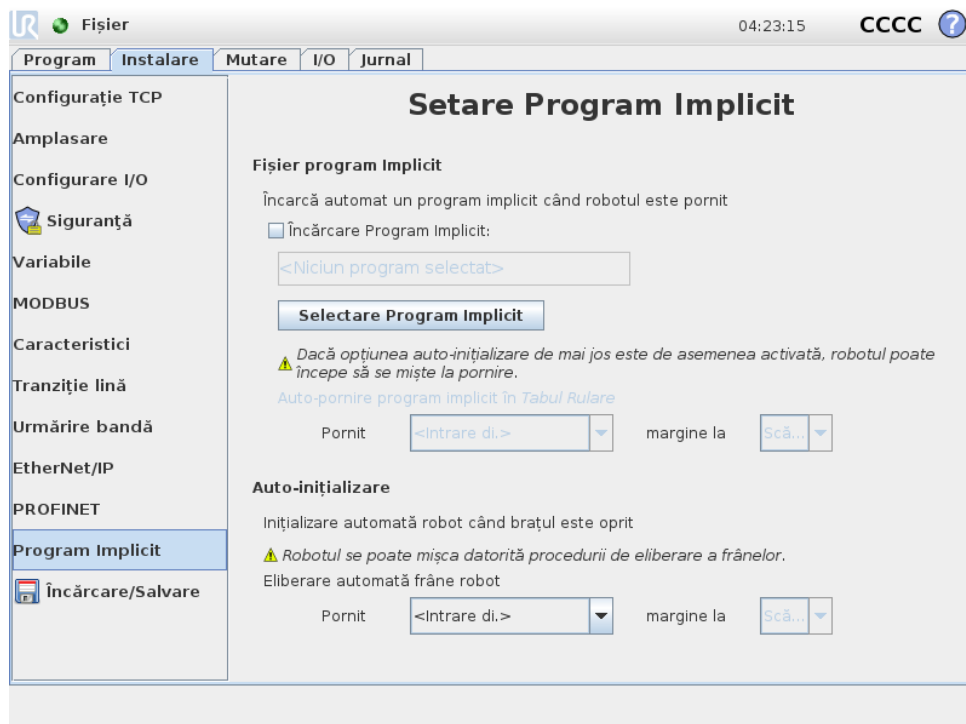 UR Fișier 04:23:15 CCCC ?
Program Instalare Mutare I/O Jurnal
Configurație TCP
Amplasare
Configurare I/O
Siguranță
Variabile
MODBUS
Caracteristici
Tranziție lină
Urmărire bandă
EtherNet/IP
PROFINET
Program Implicit
Încărcare/Salvare
Setare Program Implicit
Fișier program Implicit
Încarcă automat un program implicit când robotul este pornit
Încărcare Program Implicit:
<Niciun program selectat>
Selectare Program Implicit
Dacă opțiunea auto-inițializare de mai jos este de asemenea activată, robotul poate
începe să se miște la pornire.
Auto-pornire program implicit în Tabul Rulare
Pornit <Intrare di.> margine la Scă...
Auto-inițializare
Inițializare automată robot când brațul este oprit
Robotul se poate mișca datorită procedurii de eliberare a frânelor.
Eliberare automată frâne robot
Pornit <Intrare di.> margine la Scă...